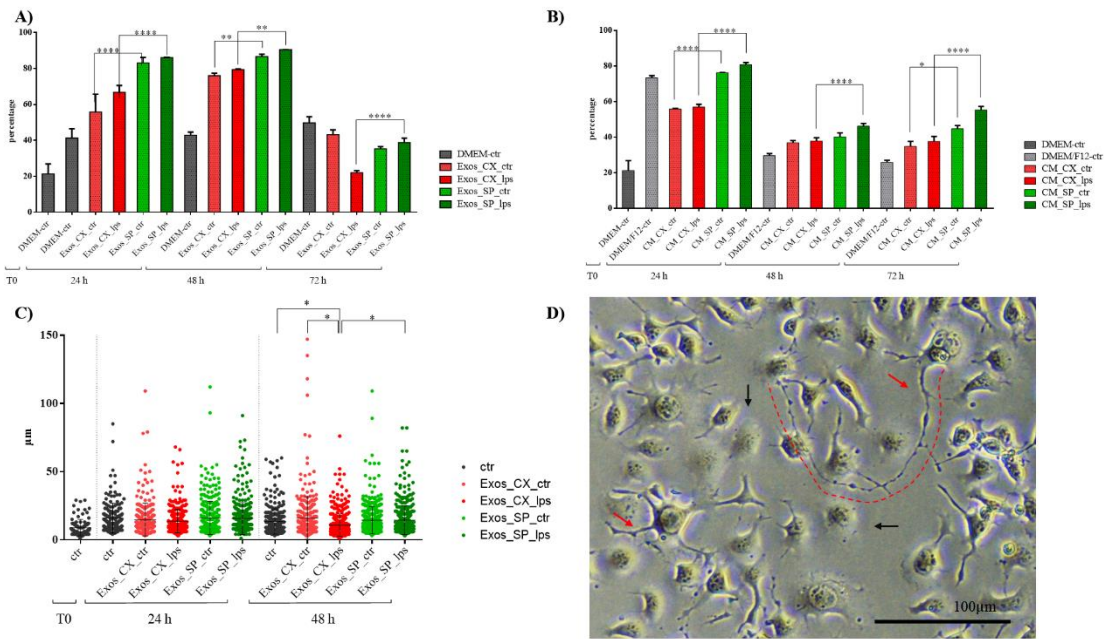 A)
percentage
100
80
60
40
20
0
DMEM-ctr
DMEM-ctr
Exos_CX_ctr
Exos_CX_lps
Exos_SP_ctr
Exos_SP_lps
DMEM-ctr
Exos_CX_ctr
Exos_CX_lps
Exos_SP_ctr
Exos_SP_lps
DMEM-ctr
Exos_CX_ctr
Exos_CX_lps
Exos_SP_ctr
Exos_SP_lps
T0
24 h
48 h
72 h
****
****
**
**
****
DMEM-ctr
Exos_CX_ctr
Exos_CX_lps
Exos_SP_ctr
Exos_SP_lps
B)
percentage
100
80
60
40
20
0
DMEM-ctr
DMEM/F12-ctr
CM_CX_ctr
CM_CX_lps
CM_SP_ctr
CM_SP_lps
DMEM/F12-ctr
CM_CX_ctr
CM_CX_lps
CM_SP_ctr
CM_SP_lps
DMEM/F12-ctr
CM_CX_ctr
CM_CX_lps
CM_SP_ctr
CM_SP_lps
T0
24 h
48 h
72 h
****
****
****
*
****
DMEM-ctr
DMEM/F12-ctr
CM_CX_ctr
CM_CX_lps
CM_SP_ctr
CM_SP_lps
C)
µm
150
100
50
0
*
*
*
ctr
ctr
Exos_CX_ctr
Exos_CX_lps
Exos_SP_ctr
Exos_SP_lps
ctr
Exos_CX_ctr
Exos_CX_lps
Exos_SP_ctr
Exos_SP_lps
T0
24 h
48 h
ctr
Exos_CX_ctr
Exos_CX_lps
Exos_SP_ctr
Exos_SP_lps
D)
100µm